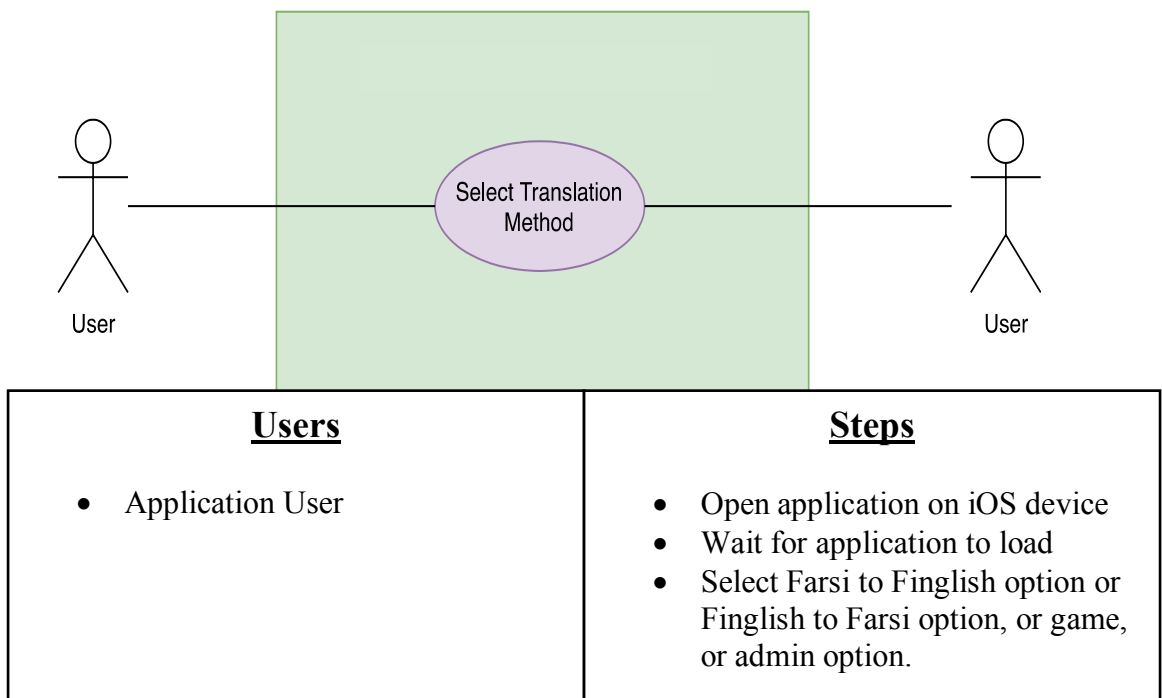 Select Translation
Method
User
User
Users
• Application User
Steps
• Open application on iOS device
• Wait for application to load
• Select Farsi to Finglish option or
Finglish to Farsi option, or game,
or admin option.